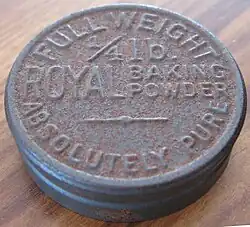 FULL WEIGHT
1/4 lb.
ROYAL BAKING POWDER
ABSOLUTELY PURE